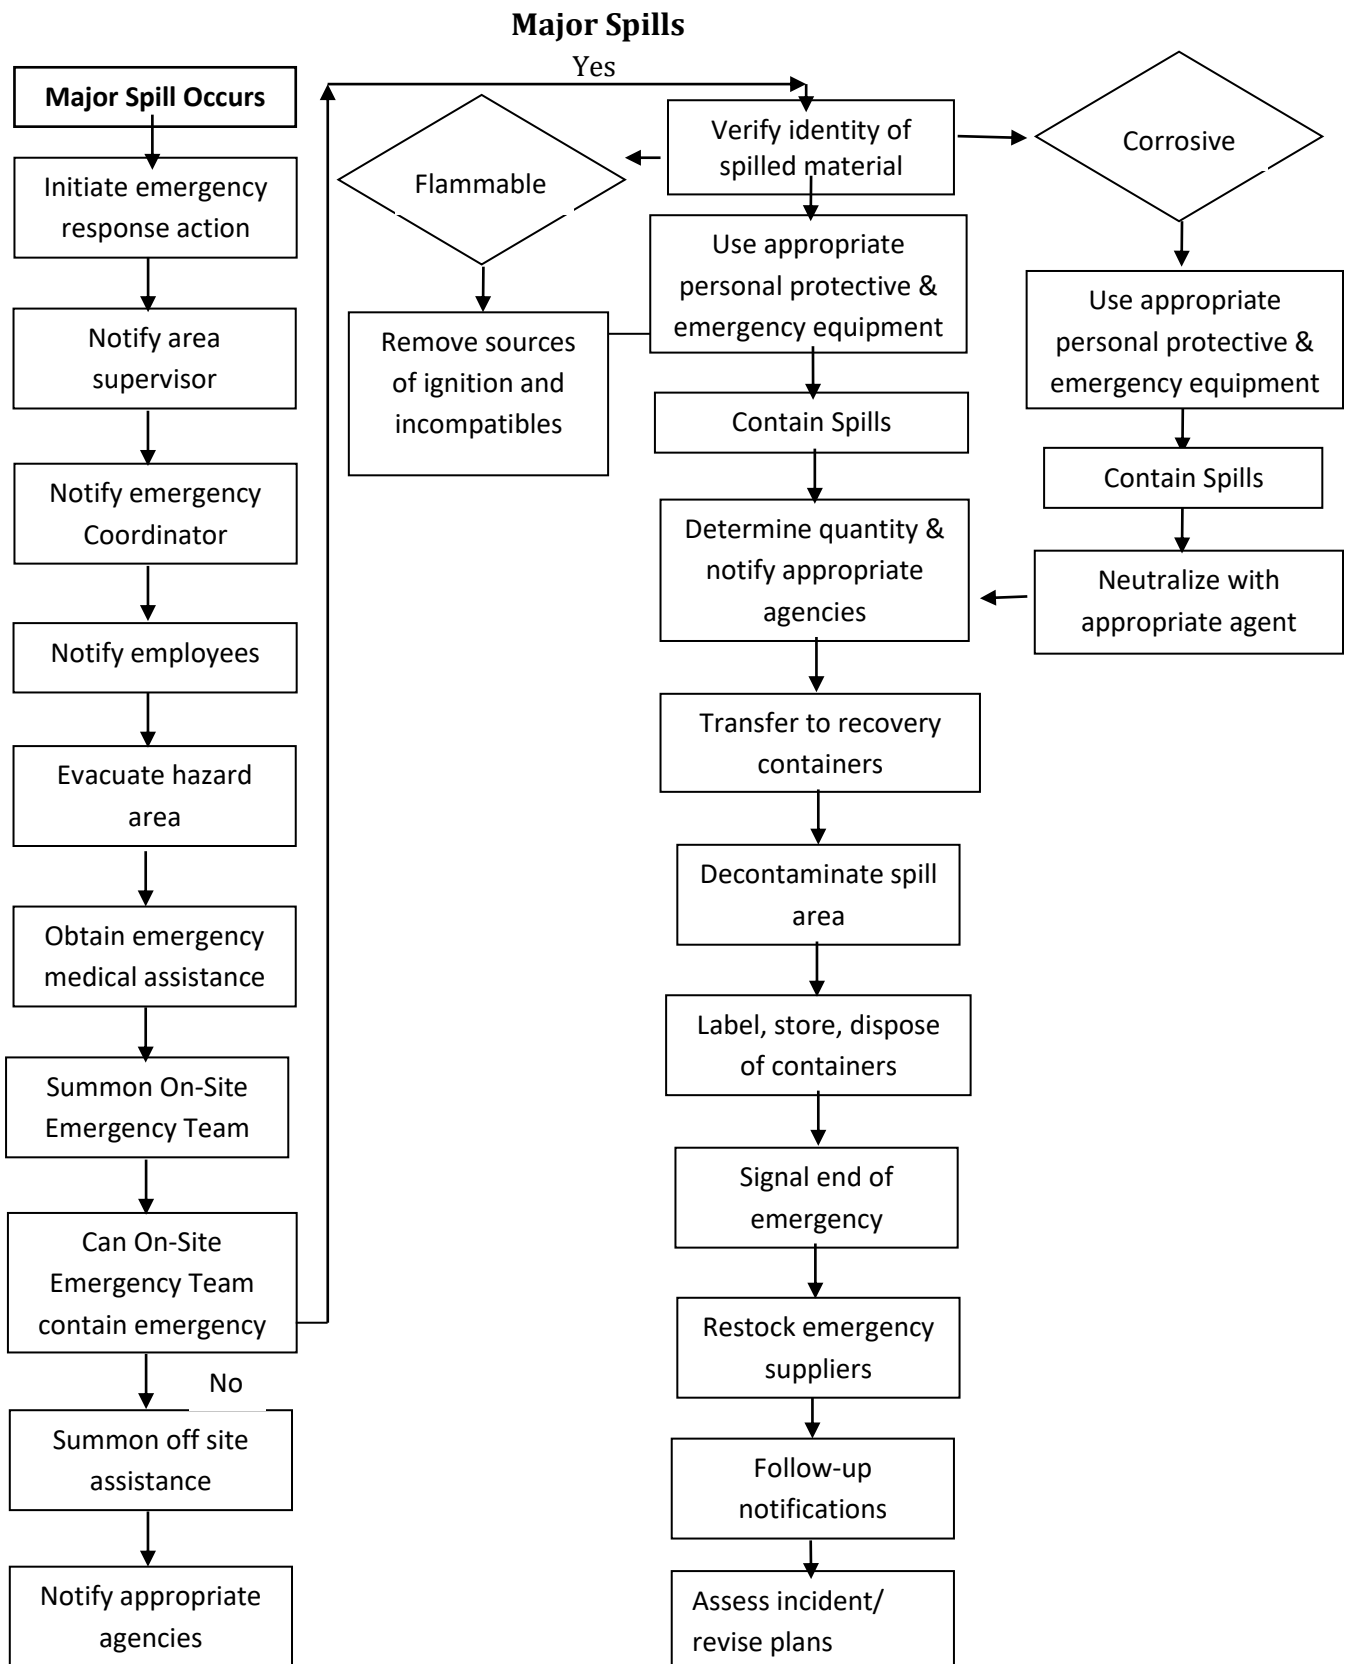 Major Spills
Major Spill Occurs
Initiate emergency
response action
Notify area
supervisor
Notify emergency
Coordinator
Notify employees
Evacuate hazard
area
Obtain emergency
medical assistance
Summon On-Site
Emergency Team
Can On-Site
Emergency Team
contain emergency
No
Summon off site
assistance
Notify appropriate
agencies
Yes
Verify identity of
spilled material
Flammable
Remove sources
of ignition and
incompatibles
Use appropriate
personal protective &
emergency equipment
Contain Spills
Determine quantity &
notify appropriate
agencies
Transfer to recovery
containers
Decontaminate spill
area
Label, store, dispose
of containers
Signal end of
emergency
Restock emergency
suppliers
Follow-up
notifications
Assess incident/
revise plans
Corrosive
Use appropriate
personal protective &
emergency equipment
Contain Spills
Neutralize with
appropriate agent